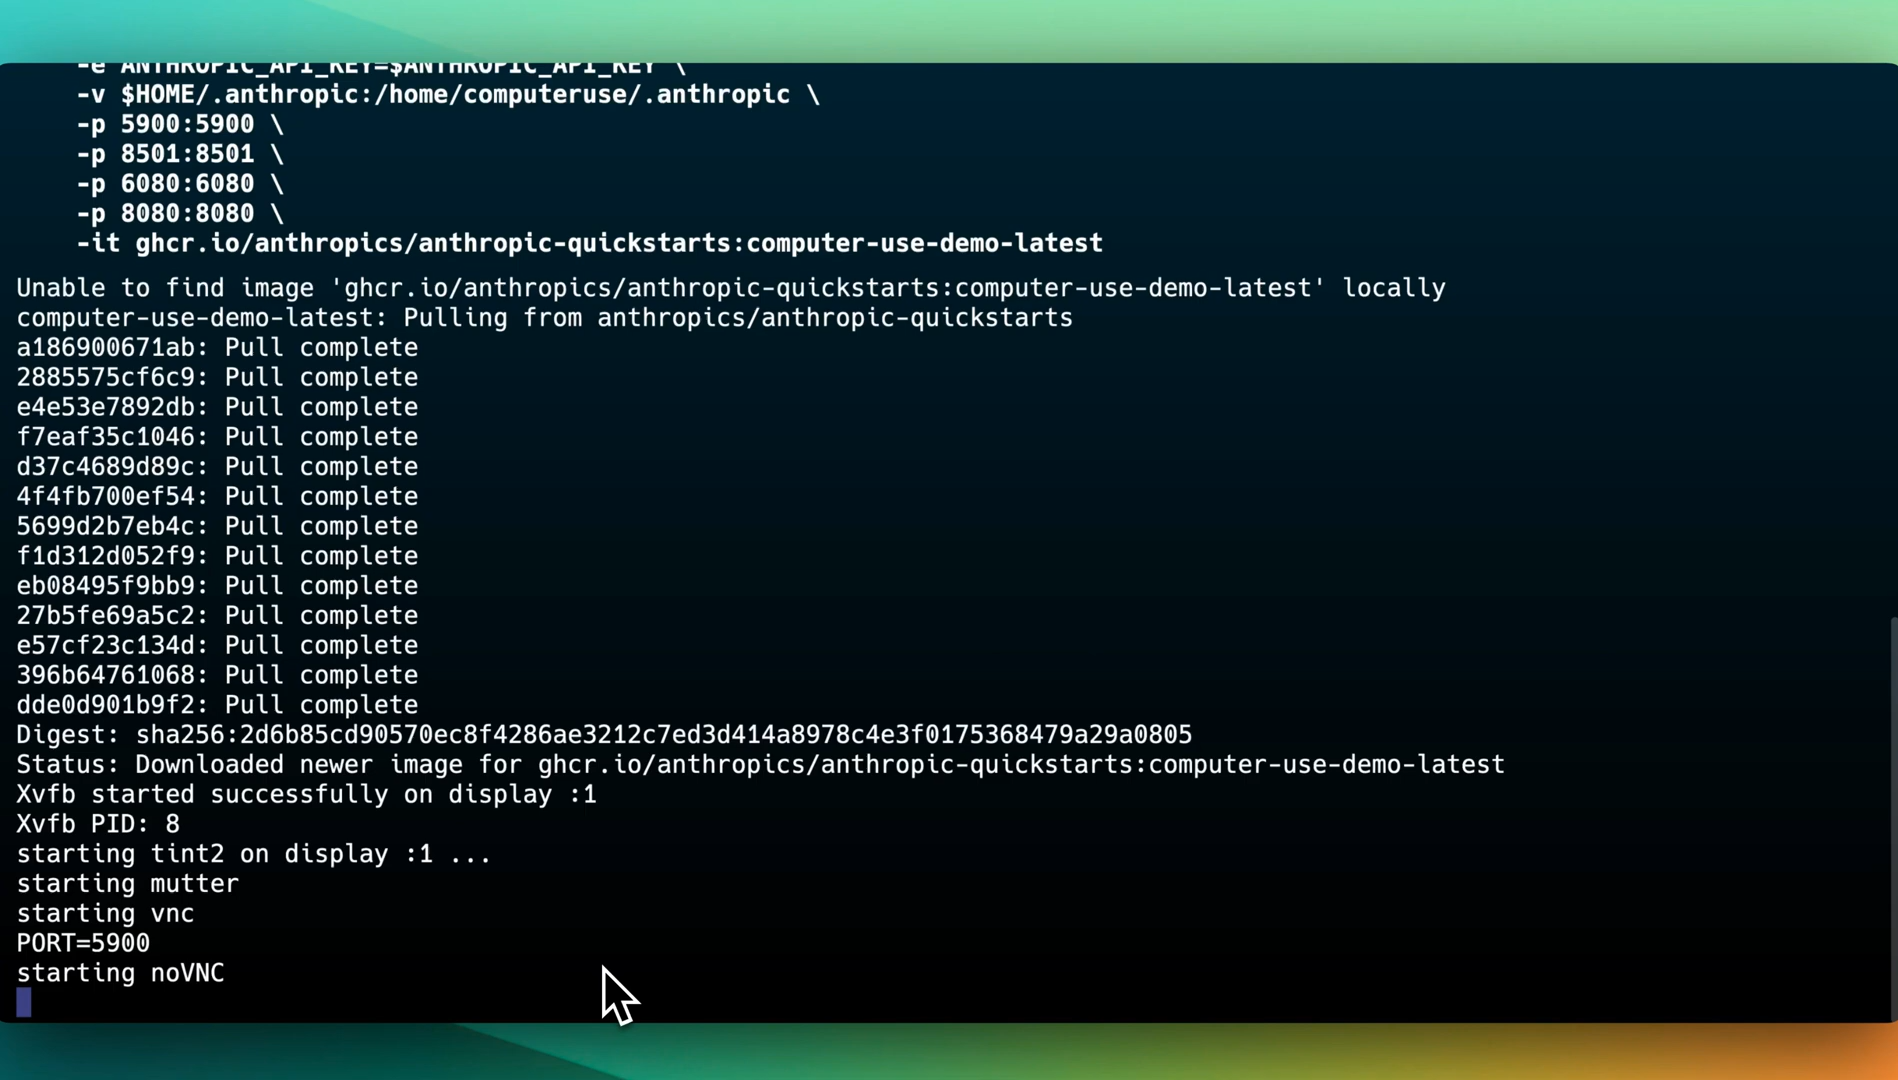 -e ANTHROPIC_API_KEY=$ANTHROPIC_API_KEY \
-v $HOME/.anthropic:/home/computeruse/.anthropic \
-p 5900:5900 \
-p 8501:8501 \
-p 6080:6080 \
-p 8080:8080 \
-it ghcr.io/anthropics/anthropic-quickstarts:computer-use-demo-latest
Unable to find image 'ghcr.io/anthropics/anthropic-quickstarts:computer-use-demo-latest' locally
computer-use-demo-latest: Pulling from anthropics/anthropic-quickstarts
a186900671ab: Pull complete
2885575cf6c9: Pull complete
e4e53e7892db: Pull complete
f7eaf35c1046: Pull complete
d37c4689d89c: Pull complete
4f4fb700ef54: Pull complete
5699d2b7eb4c: Pull complete
f1d312d052f9: Pull complete
eb08495f9bb9: Pull complete
27b5fe69a5c2: Pull complete
e57cf23c134d: Pull complete
396b64761068: Pull complete
dde0d901b9f2: Pull complete
Digest: sha256:2d6b85cd90570ec8f4286ae3212c7ed3d414a8978c4e3f0175368479a29a0805
Status: Downloaded newer image for ghcr.io/anthropics/anthropic-quickstarts:computer-use-demo-latest
Xvfb started successfully on display :1
Xvfb PID: 8
starting tint2 on display :1 ...
starting mutter
starting vnc
PORT=5900
starting noVNC